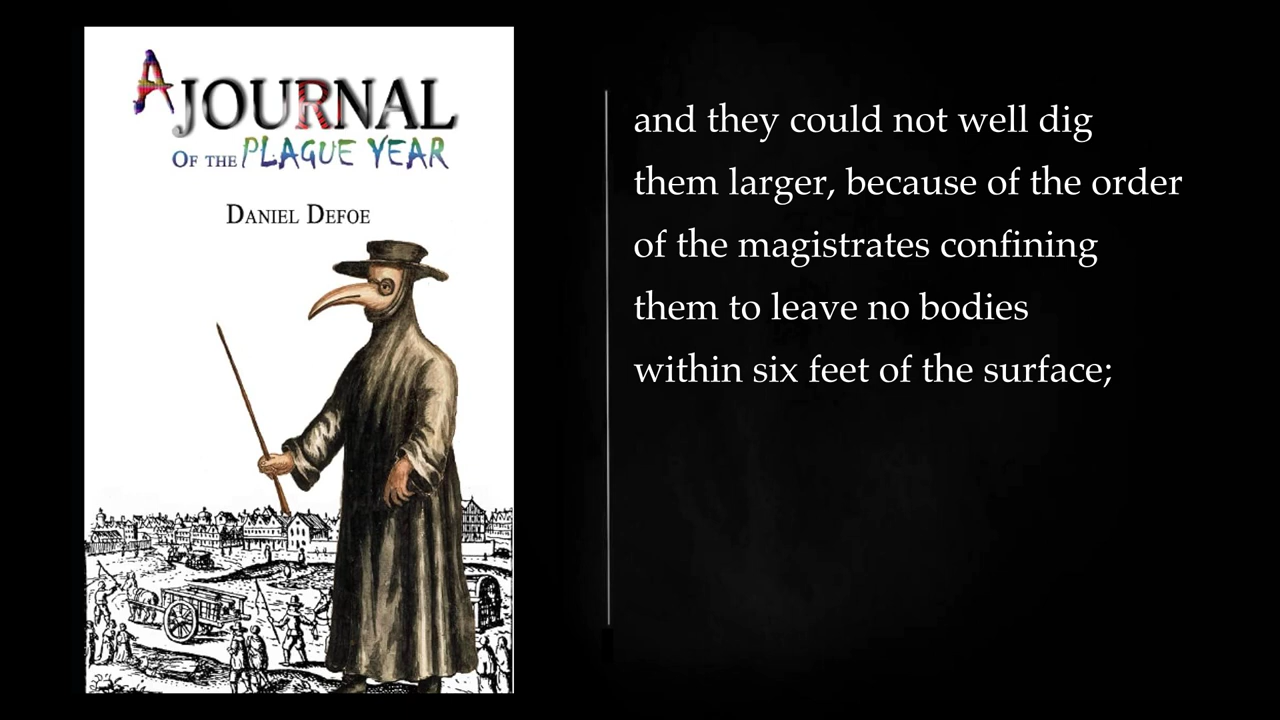 A JOURNAL
OF THE PLAGUE YEAR
DANIEL DEFOE
and they could not well dig
them larger, because of the order
of the magistrates confining
them to leave no bodies
within six feet of the surface;